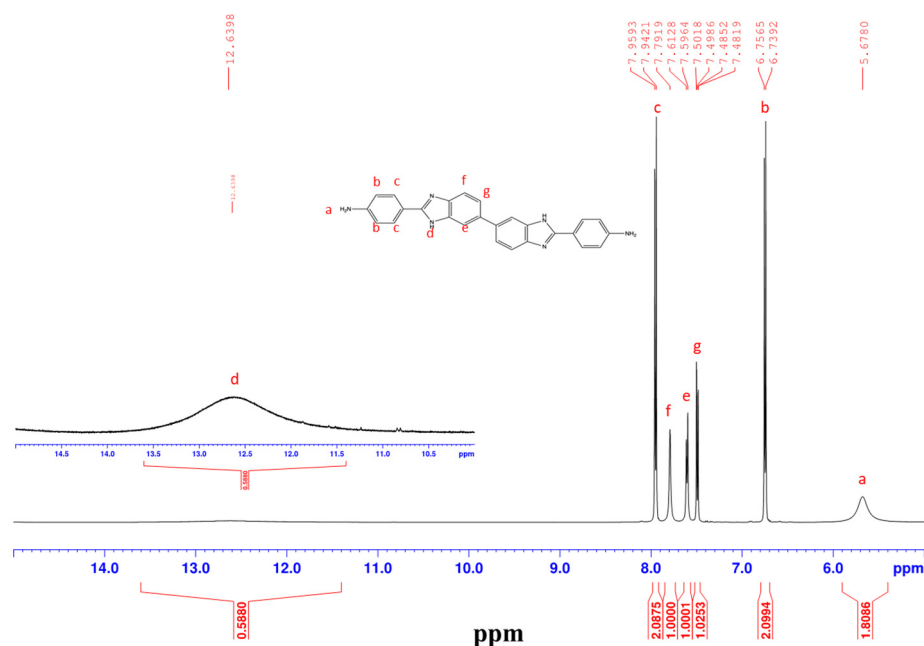 12.6398
7.9593
7.9421
7.7919
7.6128
7.5964
7.5018
7.4986
7.4852
7.4819
6.7565
6.7392
5.6780
c
b
12.6398
b
c
f
g
a
H₂N
N
N
H
d
e
b
c
H
N
N
NH₂
g
d
f
e
a
14.5
13.5
13.0
12.5
12.0
11.5
11.0
10.5
ppm
0.5880
14.0
13.0
12.0
11.0
10.0
9.0
8.0
7.0
6.0
ppm
0.5880
2.0875
1.0000
1.0001
1.0253
2.0994
1.8086
ppm